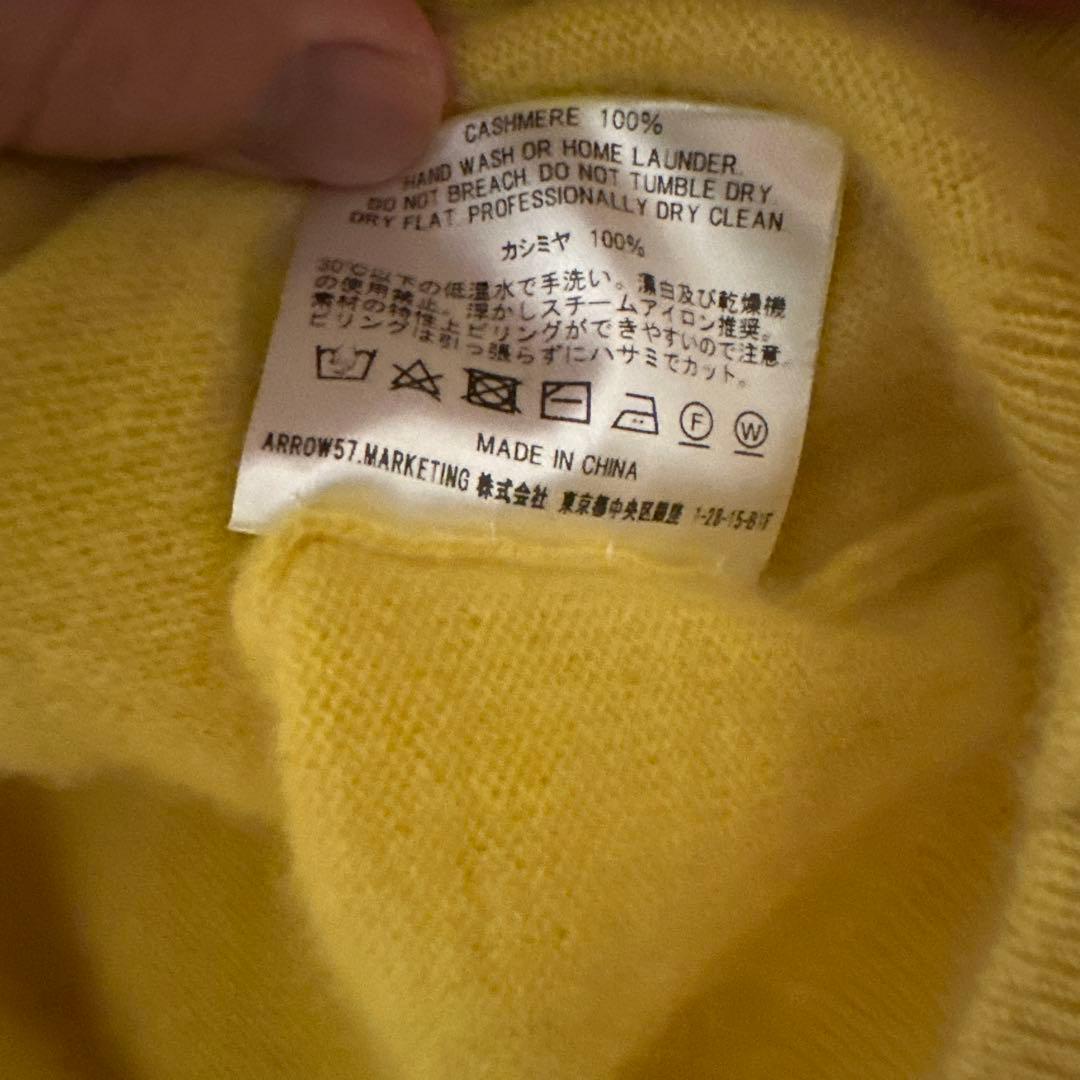 CASHMERE 100%
HAND WASH OR HOME LAUNDER.
DO NOT BREACH. DO NOT TUMBLE DRY.
DRY FLAT. PROFESSIONALLY DRY CLEAN.
カシミヤ 100%
30℃以下の低温水で手洗い。漂白及び乾燥機
の使用禁止。浮かしスチームアイロン推奨。
素材の特性上ピリングができやすいので注意。
ピリングは引っ張らずにハサミでカット。
F W
MADE IN CHINA
ARROW57.MARKETING 株式会社 東京都中央区銀座 1-20-15-B1F